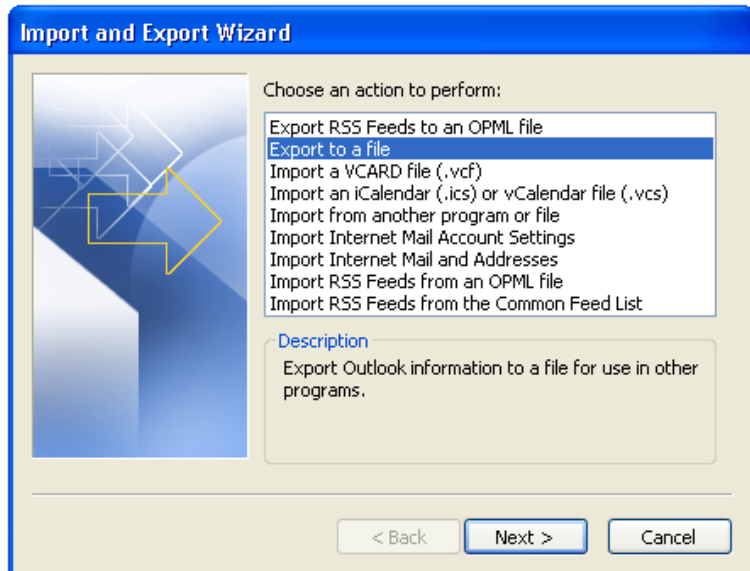 Import and Export Wizard
Choose an action to perform:
Export RSS Feeds to an OPML file
Export to a file
Import a VCARD file (.vcf)
Import an iCalendar (.ics) or vCalendar file (.vcs)
Import from another program or file
Import Internet Mail Account Settings
Import Internet Mail and Addresses
Import RSS Feeds from an OPML file
Import RSS Feeds from the Common Feed List
Description
Export Outlook information to a file for use in other
programs.
< Back Next > Cancel